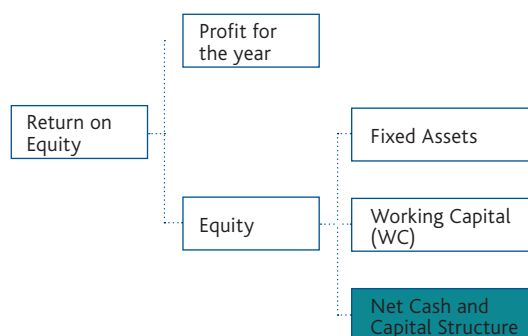 Profit for
the year
Return on
Equity
Fixed Assets
Equity
Working Capital
(WC)
Net Cash and
Capital Structure